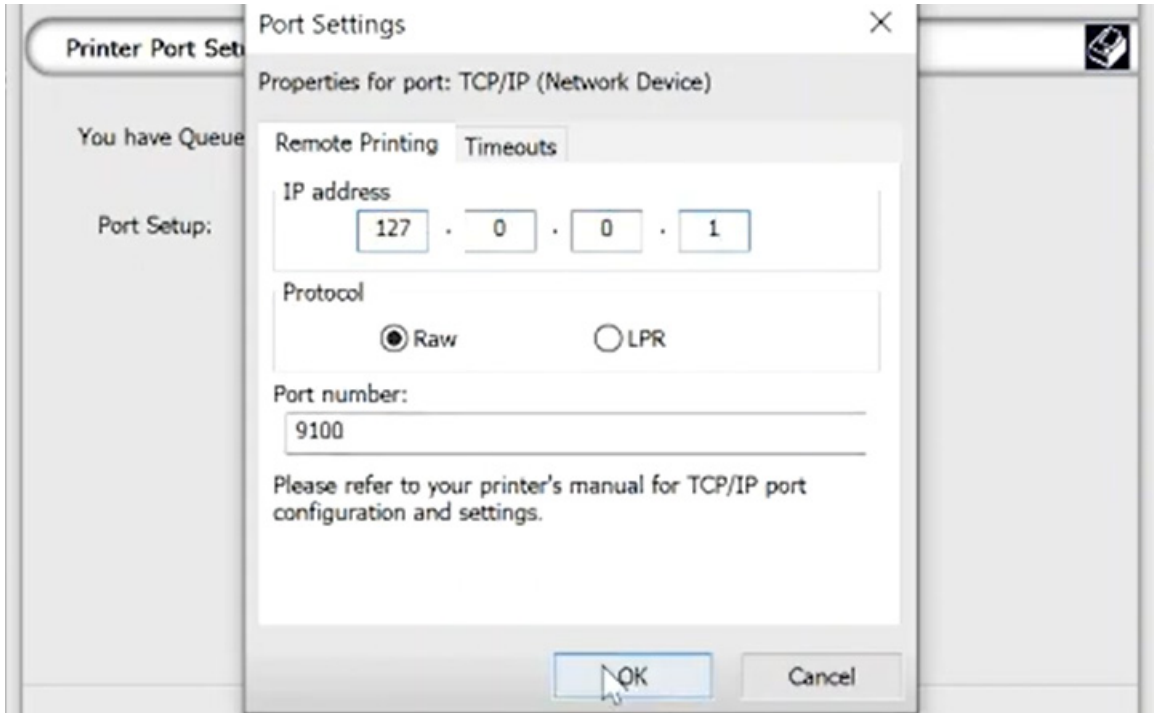 Port Settings
Printer Port Setu
Properties for port: TCP/IP (Network Device)
You have Queue
Remote Printing Timeouts
IP address
Port Setup:
127 . 0 . 0 . 1
Protocol
Raw LPR
Port number:
9100
Please refer to your printer's manual for TCP/IP port
configuration and settings.
OK Cancel